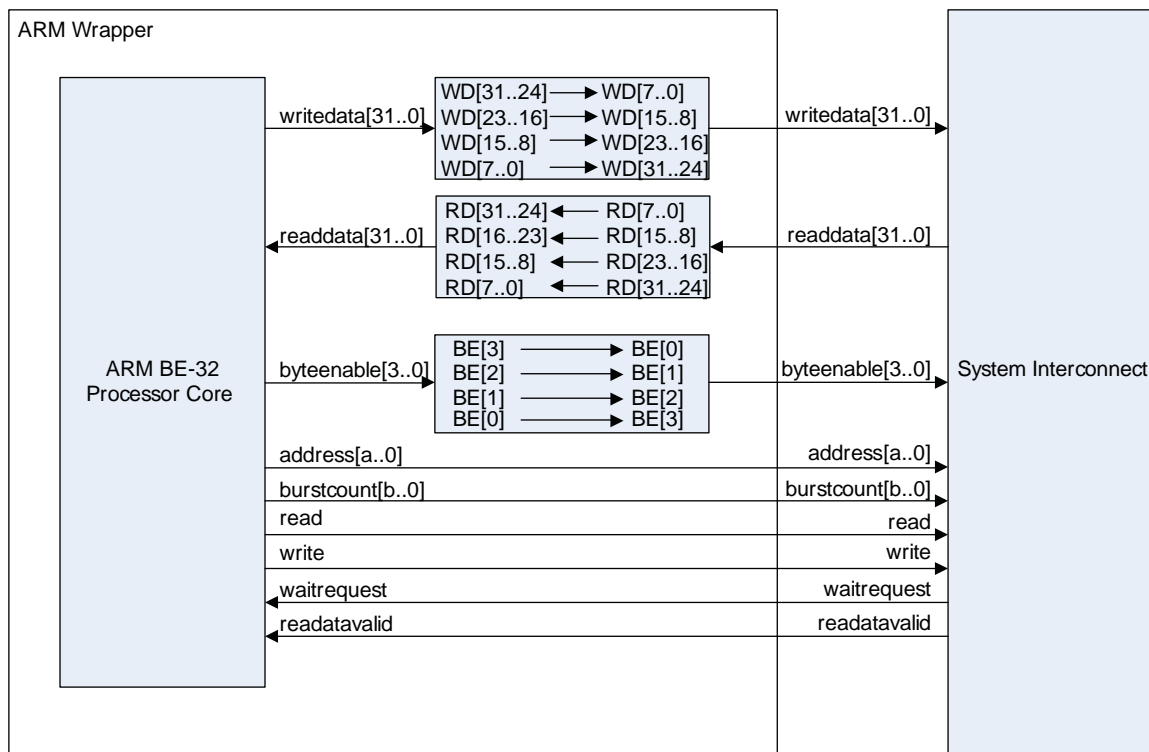 ARM Wrapper
WD[31..24] WD[7..0]
writedata[31..0] WD[23..16] WD[15..8] writedata[31..0]
WD[15..8] WD[23..16]
WD[7..0] WD[31..24]
RD[31..24] RD[7..0]
readdata[31..0] RD[16..23] RD[15..8] readdata[31..0]
RD[15..8] RD[23..16]
RD[7..0] RD[31..24]
BE[3] BE[0]
ARM BE-32
Processor Core
byteenable[3..0] BE[2] BE[1] byteenable[3..0]
System Interconnect
BE[1] BE[2]
BE[0] BE[3]
address[a..0] address[a..0]
burstcount[b..0] burstcount[b..0]
read read
write write
waitrequest waitrequest
readatavalid readatavalid